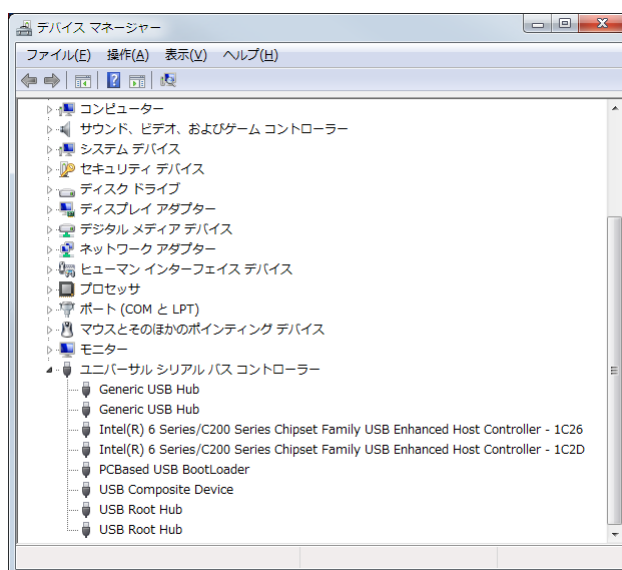 デバイス マネージャー
ファイル(F) 操作(A) 表示(V) ヘルプ(H)
コンピューター
サウンド、ビデオ、およびゲーム コントローラー
システム デバイス
セキュリティ デバイス
ディスク ドライブ
ディスプレイ アダプター
デジタル メディア デバイス
ネットワーク アダプター
ヒューマン インターフェイス デバイス
プロセッサ
ポート (COM と LPT)
マウスとそのほかのポインティング デバイス
モニター
ユニバーサル シリアル バス コントローラー
Generic USB Hub
Generic USB Hub
Intel(R) 6 Series/C200 Series Chipset Family USB Enhanced Host Controller - 1C26
Intel(R) 6 Series/C200 Series Chipset Family USB Enhanced Host Controller - 1C2D
PCBased USB BootLoader
USB Composite Device
USB Root Hub
USB Root Hub